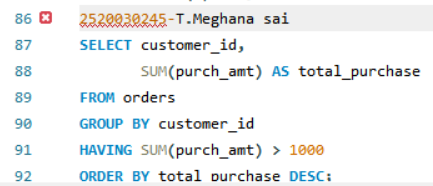 86 2520030245-T.Meghana sai
87 SELECT customer_id,
88 SUM(purch_amt) AS total_purchase
89 FROM orders
90 GROUP BY customer_id
91 HAVING SUM(purch_amt) > 1000
92 ORDER BY total_purchase DESC;